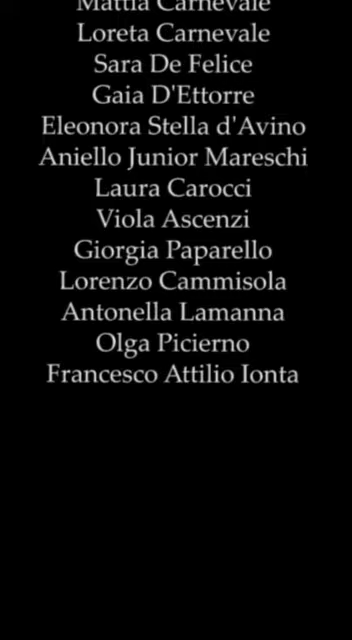 Mattia Carnevale
Loreta Carnevale
Sara De Felice
Gaia D'Ettorre
Eleonora Stella d'Avino
Aniello Junior Mareschi
Laura Carocci
Viola Ascenzi
Giorgia Paparello
Lorenzo Cammisola
Antonella Lamanna
Olga Picierno
Francesco Attilio Ionta